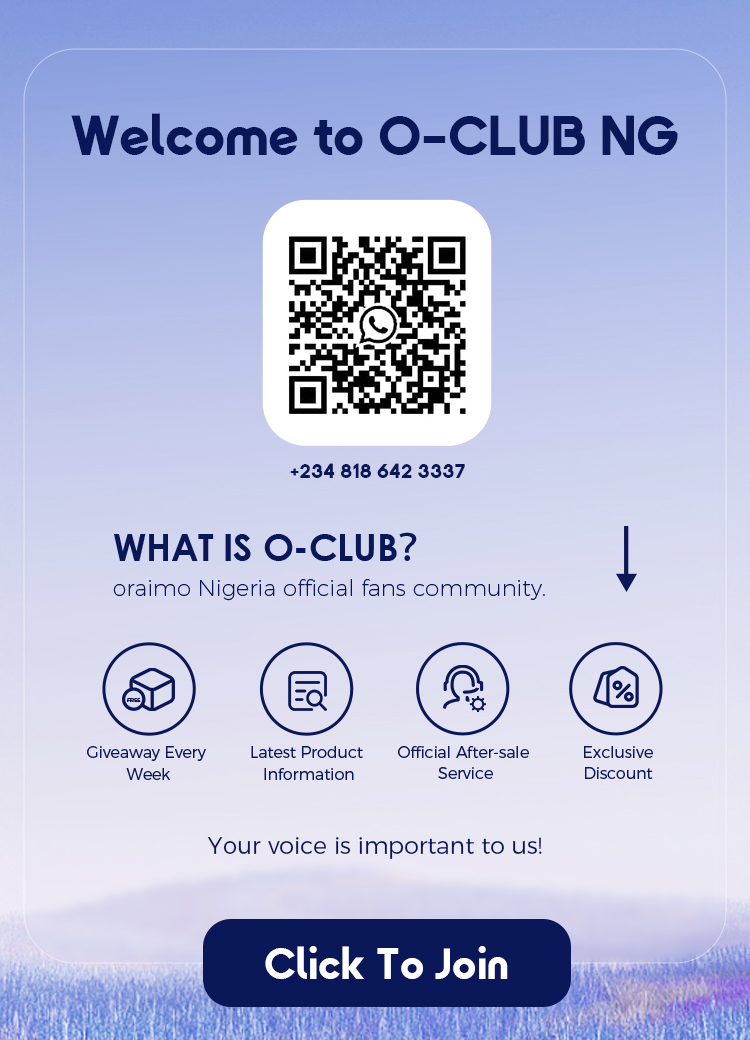 Welcome to O-CLUB NG
+234 818 642 3337
WHAT IS O-CLUB?
oraimo Nigeria official fans community.
FREE
Giveaway Every
Week
Latest Product
Information
Official After-sale
Service
%
Exclusive
Discount
Your voice is important to us!
Click To Join